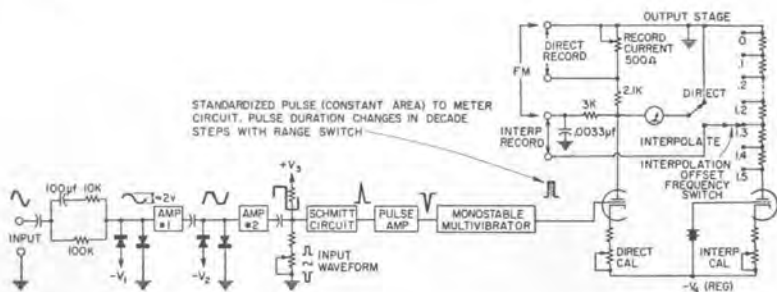 OUTPUT STAGE
0
.1
.2
1.2
1.3
1.4
1.5
DIRECT
RECORD
RECORD
CURRENT
500Ω
FM
DIRECT
2.1K
3K
.0033µf
INTERP
RECORD
INTERPOLATE
INTERPOLATION
OFFSET
FREQUENCY
SWITCH
STANDARDIZED PULSE (CONSTANT AREA) TO METER
CIRCUIT. PULSE DURATION CHANGES IN DECADE
STEPS WITH RANGE SWITCH
+V3
100µf
10K
≈2V
INPUT
100K
AMP
#1
AMP
#2
SCHMITT
CIRCUIT
PULSE
AMP
MONOSTABLE
MULTIVIBRATOR
INPUT
WAVEFORM
-V1
-V2
DIRECT
CAL
INTERP
CAL
-V4 (REG)